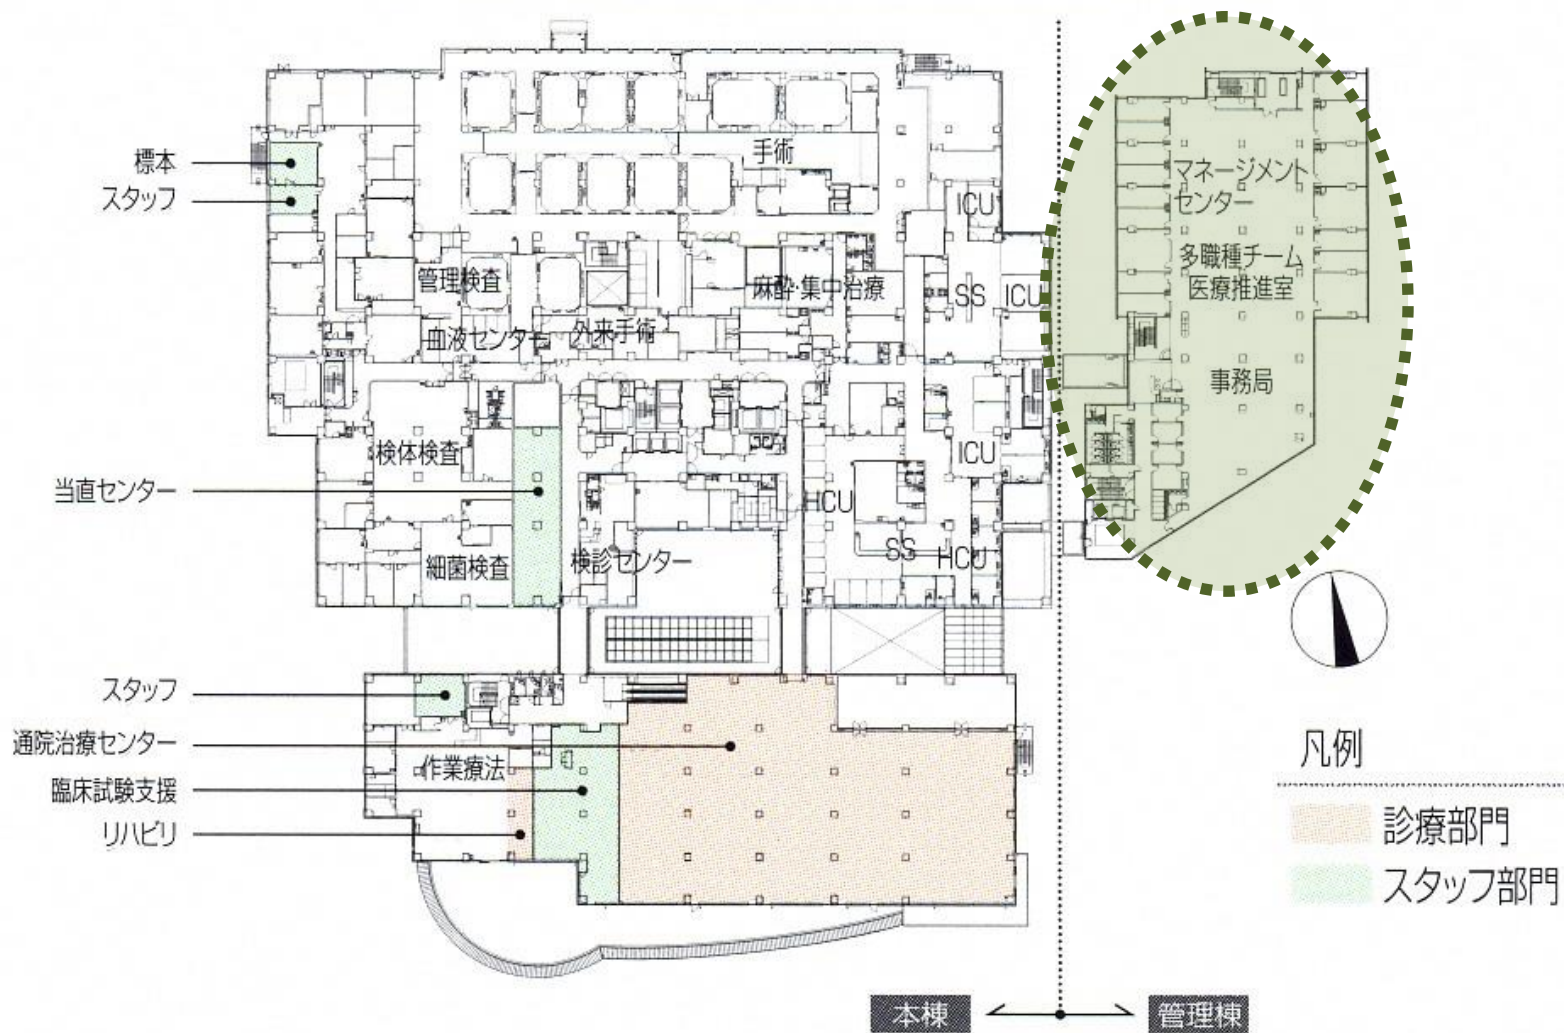 標本
スタッフ
手術
ICU
マネージメント
センター
多職種チーム
医療推進室
管理検査
麻酔・集中治療
SS
ICU
血液センター
外来手術
事務局
検体検査
ICU
当直センター
HCU
細菌検査
検診センター
SS
HCU
スタッフ
通院治療センター
作業療法
臨床試験支援
リハビリ
凡例
診療部門
スタッフ部門
本棟
管理棟